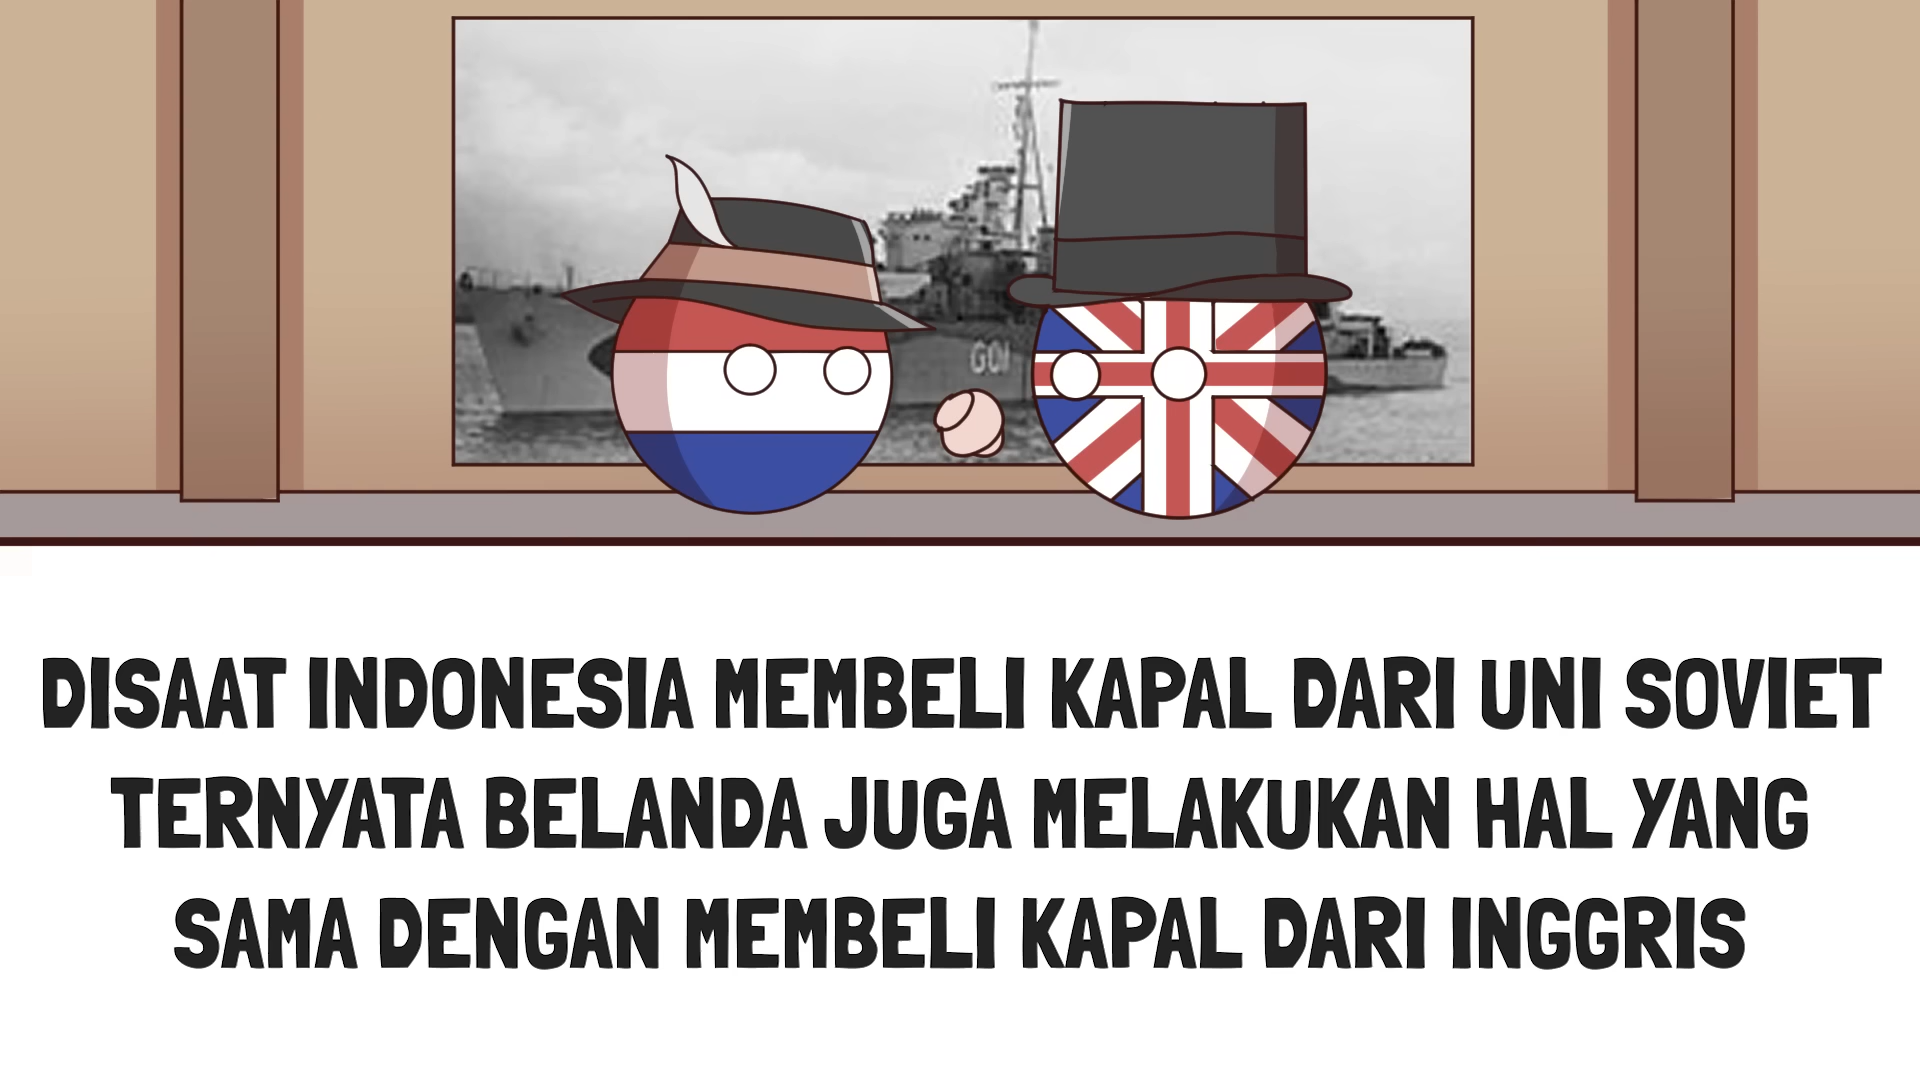 G01
DISAAT INDONESIA MEMBELI KAPAL DARI UNI SOVIET
TERNYATA BELANDA JUGA MELAKUKAN HAL YANG
SAMA DENGAN MEMBELI KAPAL DARI INGGRIS